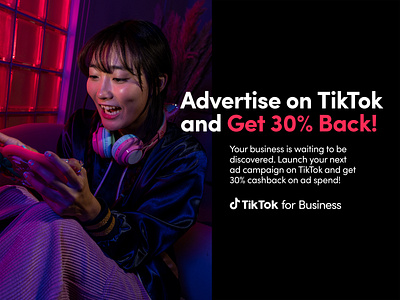 Advertise on TikTok
and Get 30% Back!
Your business is waiting to be
discovered. Launch your next
ad campaign on TikTok and get
30% cashback on ad spend!
TikTok for Business